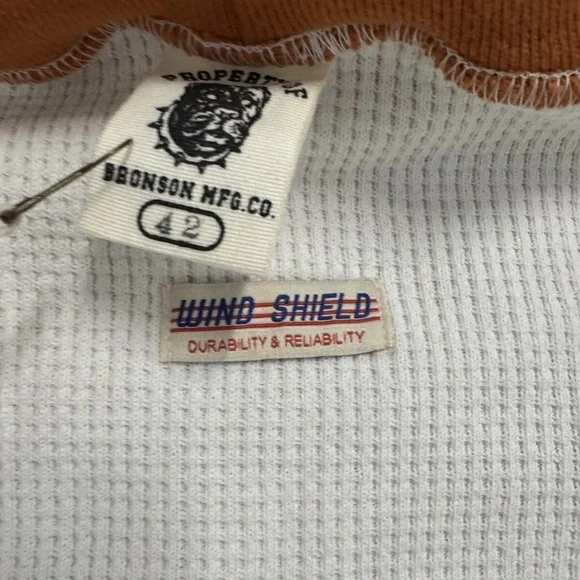 PROPERTY OF
BRONSON MFG.CO.
42
WIND SHIELD
DURABILITY & RELIABILITY